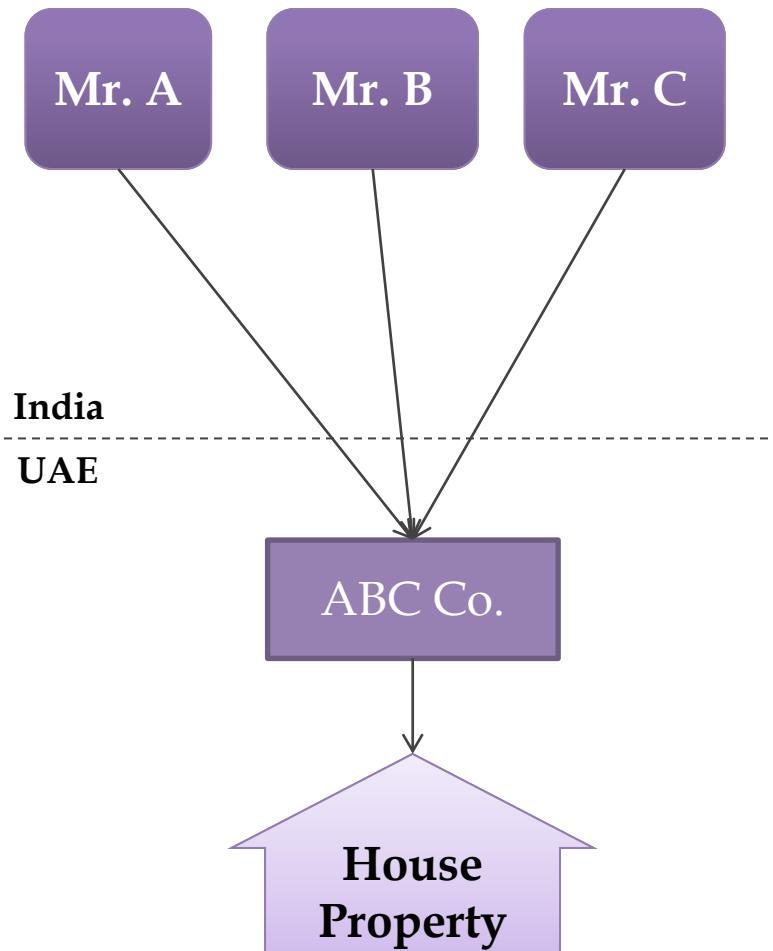 Mr. A
Mr. B
Mr. C
India
UAE
ABC Co.
House
Property